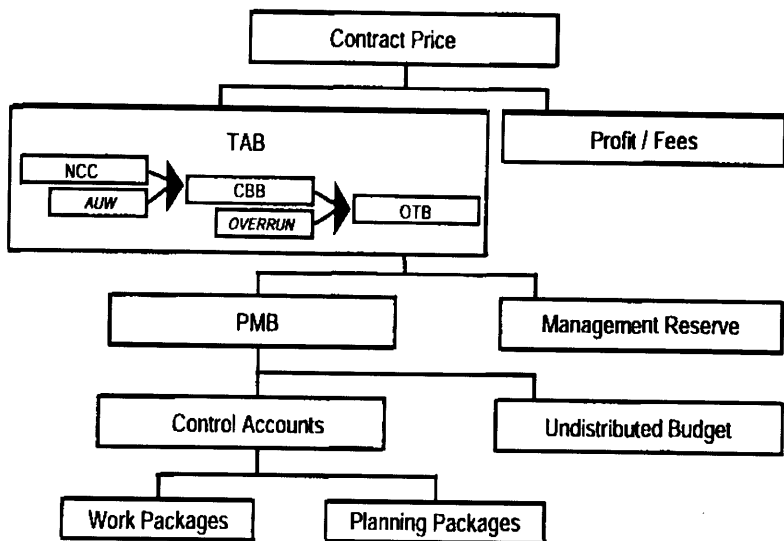 Contract Price
TAB
NCC
AUW
CBB
OVERRUN
OTB
Profit / Fees
PMB
Management Reserve
Control Accounts
Undistributed Budget
Work Packages
Planning Packages